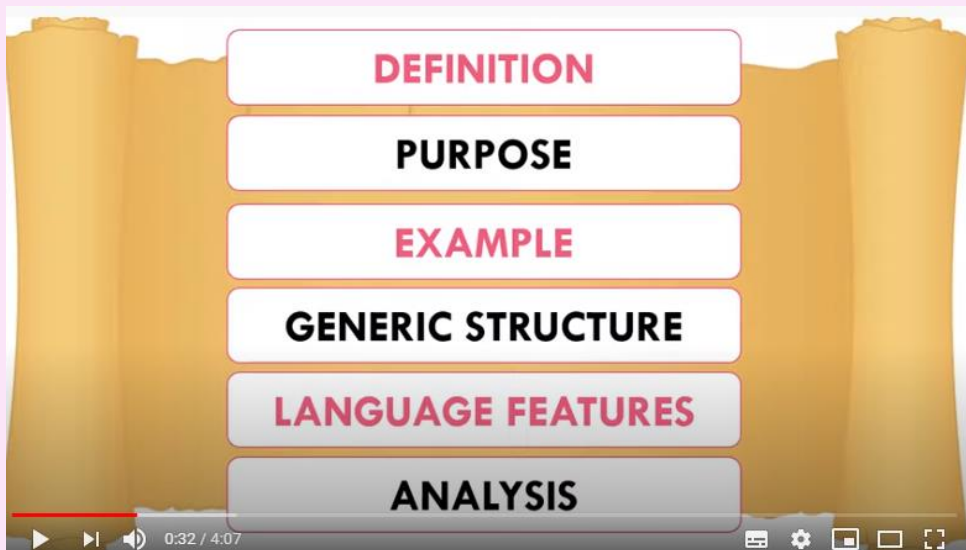 DEFINITION
PURPOSE
EXAMPLE
GENERIC STRUCTURE
LANGUAGE FEATURES
ANALYSIS
0:32 / 4:07